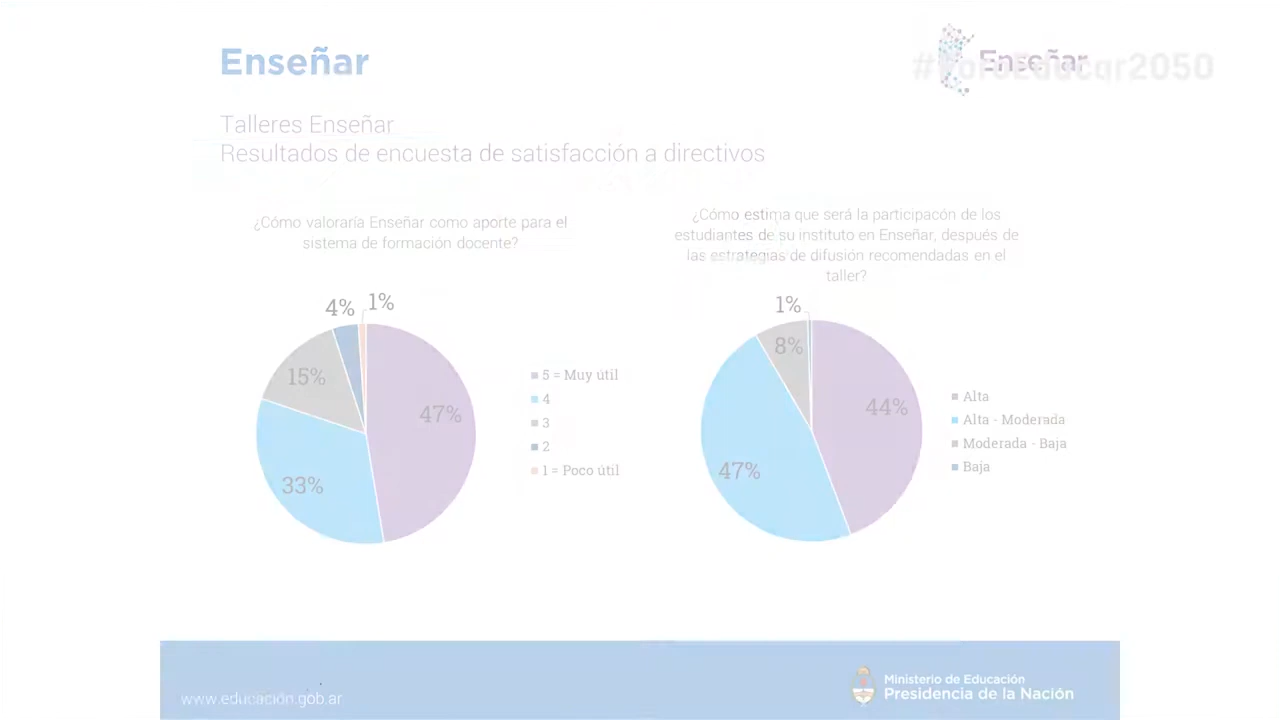 Enseñar
Enseñar
#ForoEducar2050
Talleres Enseñar
Resultados de encuesta de satisfacción a directivos
¿Cómo valoraría Enseñar como aporte para el
sistema de formación docente?
4%
1%
15%
47%
33%
5 = Muy útil
4
3
2
1 = Poco útil
¿Cómo estima que será la participacón de los
estudiantes de su instituto en Enseñar, después de
las estrategias de difusión recomendadas en el
taller?
1%
8%
44%
47%
Alta
Alta - Moderada
Moderada - Baja
Baja
www.educacion.gob.ar
Ministerio de Educación
Presidencia de la Nación